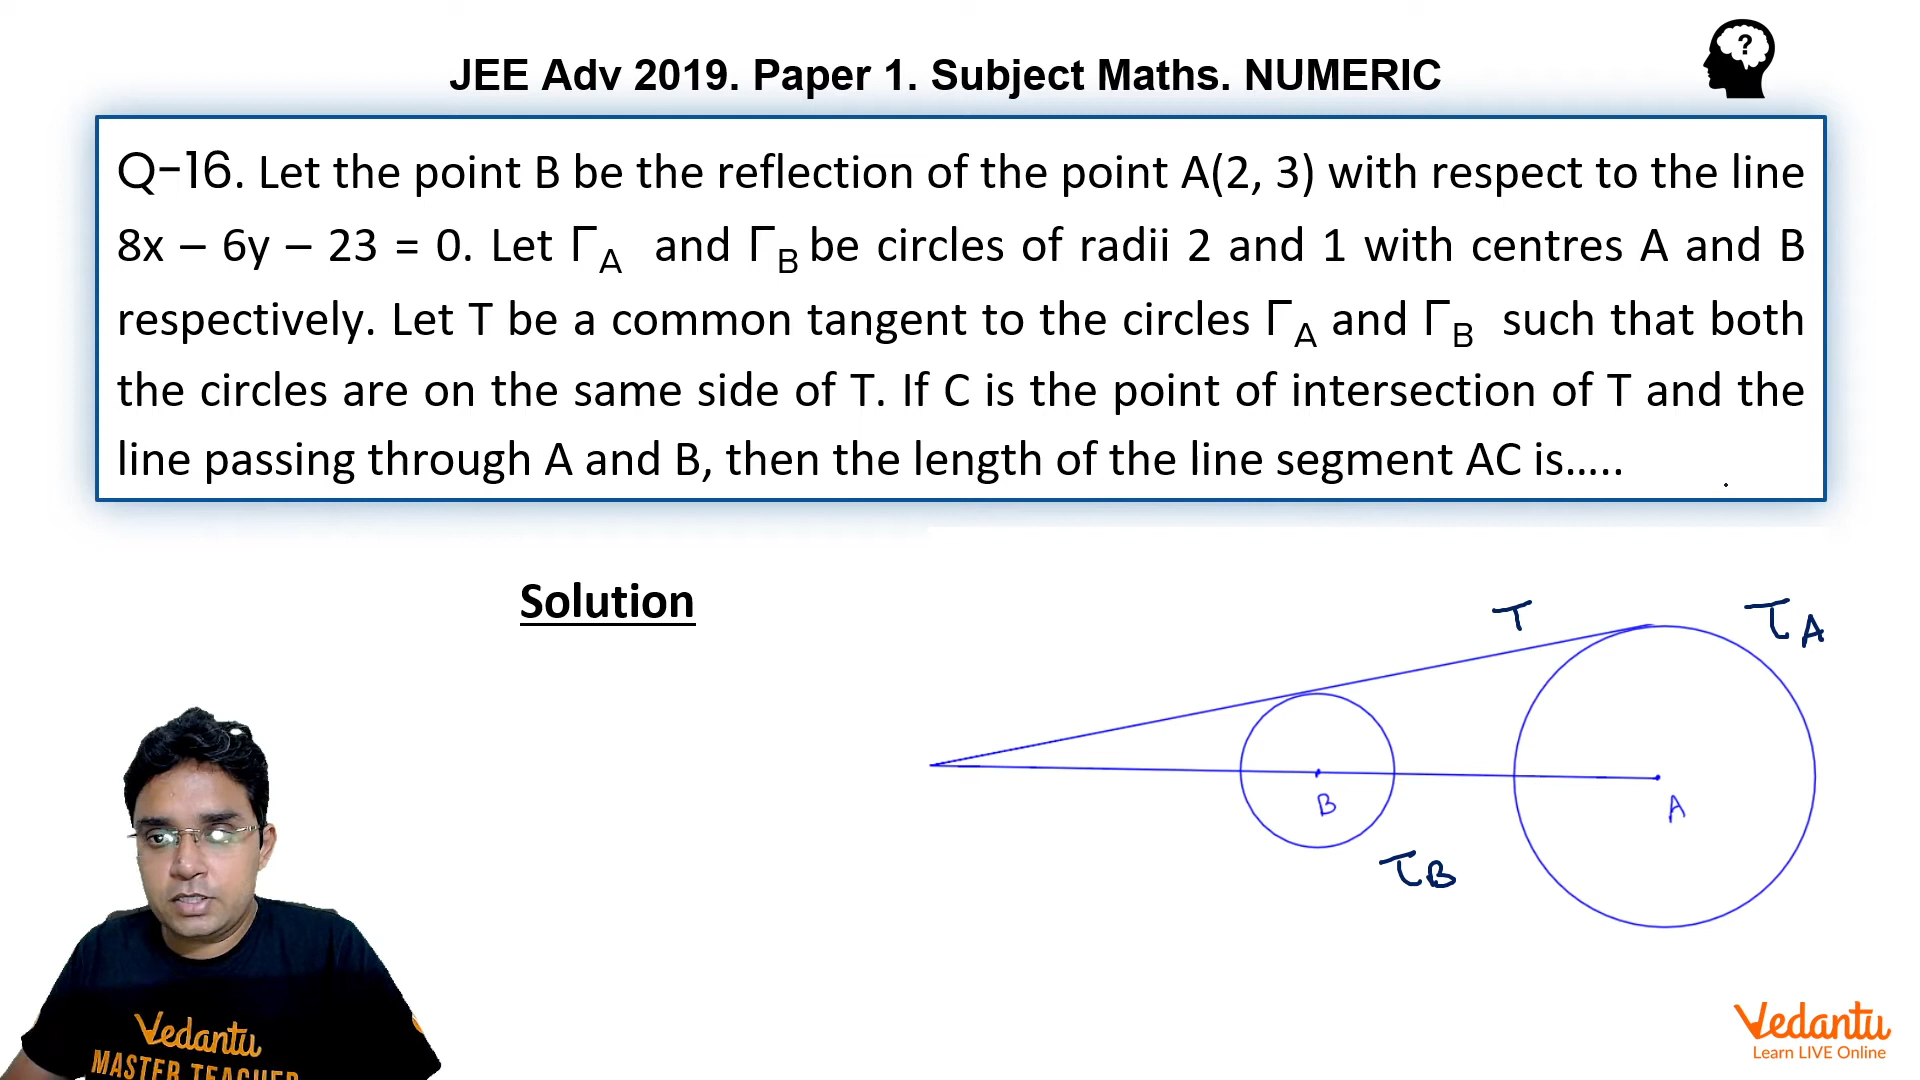 JEE Adv 2019. Paper 1. Subject Maths. NUMERIC
?
Q-16. Let the point B be the reflection of the point A(2, 3) with respect to the line
8x – 6y – 23 = 0. Let Γ_A and Γ_B be circles of radii 2 and 1 with centres A and B
respectively. Let T be a common tangent to the circles Γ_A and Γ_B such that both
the circles are on the same side of T. If C is the point of intersection of T and the
line passing through A and B, then the length of the line segment AC is.....
Solution
T
τ_A
B
A
τ_B
Vedantu
MASTER TEACHER
Vedantu
Learn LIVE Online